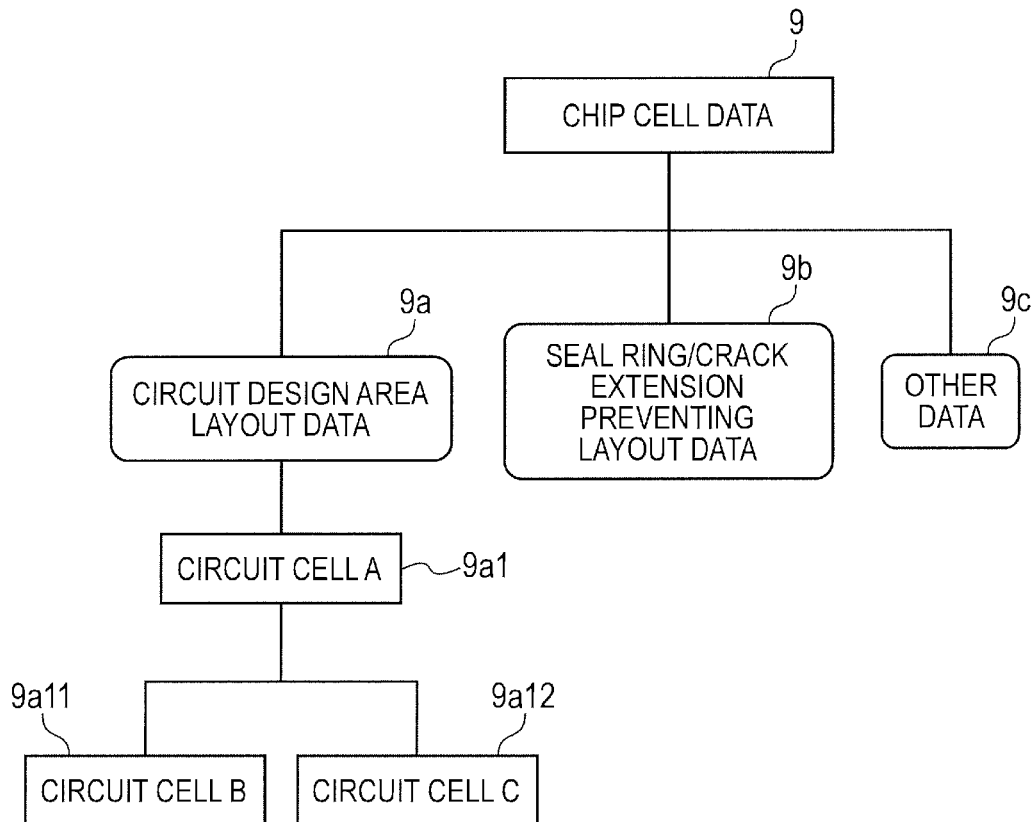 9
CHIP CELL DATA
9a
9b
9c
CIRCUIT DESIGN AREA
LAYOUT DATA
SEAL RING/CRACK
EXTENSION
PREVENTING
LAYOUT DATA
OTHER
DATA
CIRCUIT CELL A
9a1
9a11
9a12
CIRCUIT CELL B
CIRCUIT CELL C